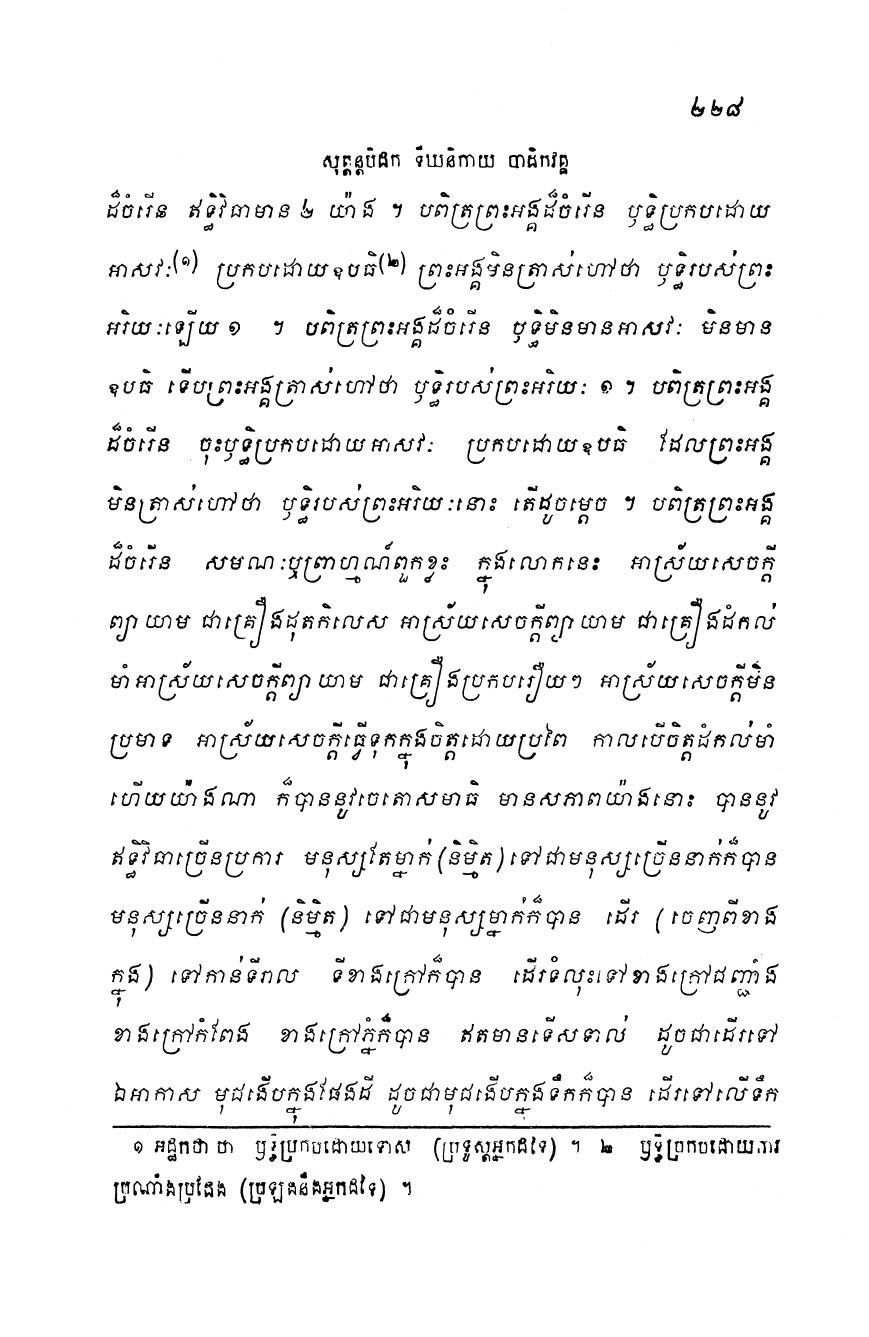 ២២៨
សុត្តន្តបិដក ទីឃនិកាយ បាដិកវគ្គ
ដ៏ចំរើន ឥទ្ធិវិធាមាន ២ យ៉ាង ។ បពិត្រព្រះអង្គដ៏ចំរើន ឫទ្ធិប្រកបដោយ
អាសវៈ(១) ប្រកបដោយឧបធិ(២) ព្រះអង្គមិនត្រាស់ហៅថា ឫទ្ធិរបស់ព្រះ
អរិយៈឡើយ ១ ។ បពិត្រព្រះអង្គដ៏ចំរើន ឫទ្ធិមិនមានអាសវៈ មិនមាន
ឧបធិ ទើបព្រះអង្គត្រាស់ហៅថា ឫទ្ធិរបស់ព្រះអរិយៈ ១ ។ បពិត្រព្រះអង្គ
ដ៏ចំរើន ចុះឫទ្ធិប្រកបដោយអាសវៈ ប្រកបដោយឧបធិ ដែលព្រះអង្គ
មិនត្រាស់ហៅថា ឫទ្ធិរបស់ព្រះអរិយៈនោះ តើដូចម្តេច ។ បពិត្រព្រះអង្គ
ដ៏ចំរើន សមណៈឬព្រាហ្មណ៍ពួកខ្លះ ក្នុងលោកនេះ អាស្រ័យសេចក្តី
ព្យាយាម ជាគ្រឿងដុតកិលេស អាស្រ័យសេចក្តីព្យាយាម ជាគ្រឿងដំកល់
មាំអាស្រ័យសេចក្តីព្យាយាម ជាគ្រឿងប្រកបរឿយៗ អាស្រ័យសេចក្តីមិន
ប្រមាទ អាស្រ័យសេចក្តីធ្វើទុកក្នុងចិត្តដោយប្រពៃ កាលបើចិត្តដំកល់មាំ
ហើយយ៉ាងណា ក៏បាននូវចេតោសមាធិ មានសភាពយ៉ាងនោះ បាននូវ
ឥទ្ធិវិធាច្រើនប្រការ មនុស្សតែម្នាក់ (និម្មិត) ទៅជាមនុស្សច្រើននាក់ក៏បាន
មនុស្សច្រើននាក់ (និម្មិត) ទៅជាមនុស្សម្នាក់ក៏បាន ដើរ (ចេញពីខាង
ក្នុង) ទៅកាន់ទីវាល ទីខាងក្រៅក៏បាន ដើរទំលុះទៅខាងក្រៅជញ្ជាំង
ខាងក្រៅកំពែង ខាងក្រៅភ្នំក៏បាន ឥតមានទើសទាល់ ដូចជាដើរទៅ
ឯអាកាស មុជងើបក្នុងផែងដី ដូចជាមុជងើបក្នុងទឹកក៏បាន ដើរទៅលើទឹក
១ អដ្ឋកថា ថា ឫទ្ធិប្រកបដោយទោស (ប្រទូស្តអ្នកដទៃ) ។ ២ ឫទ្ធិប្រកបដោយការ
ប្រណាំងប្រជែង (ប្រឡងនឹងអ្នកដទៃ) ។